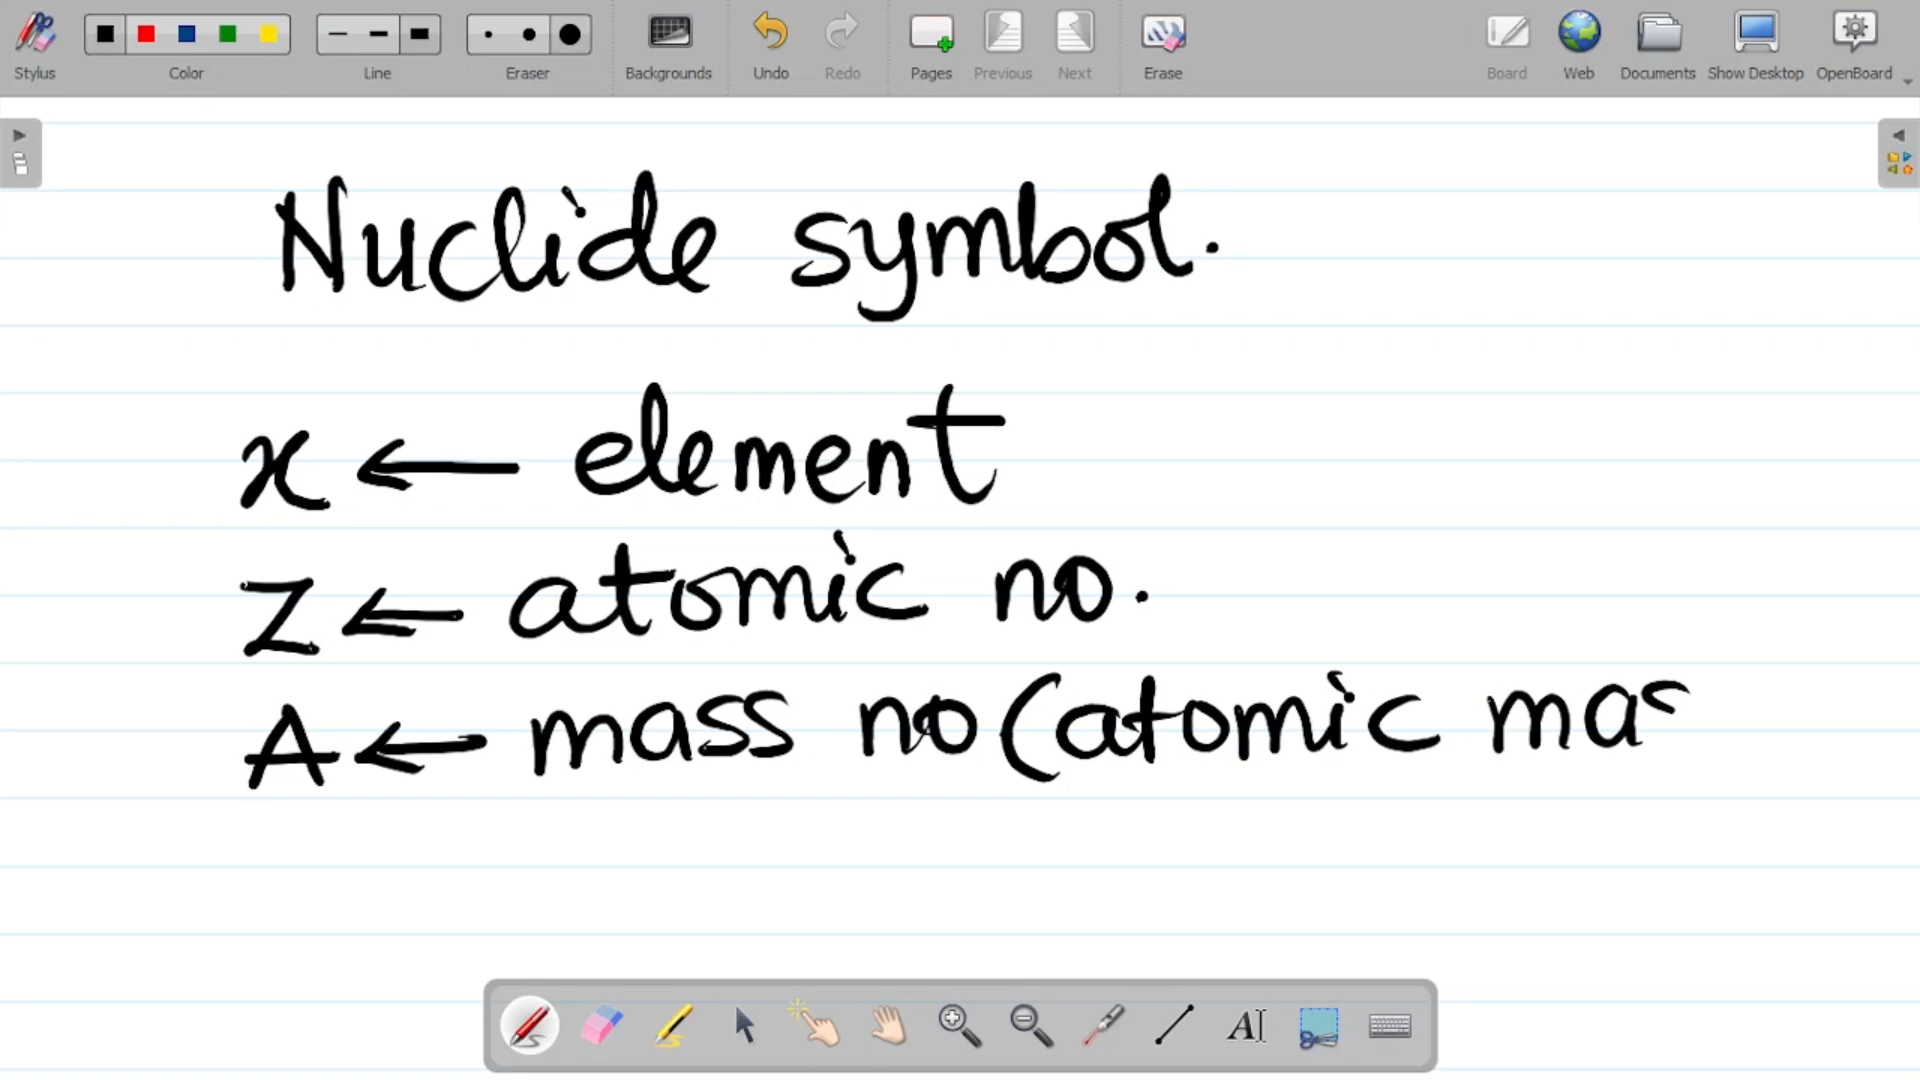 Stylus Color Line Eraser Backgrounds Undo Redo Pages Previous Next Erase Board Web Documents Show Desktop OpenBoard
Nuclide symbol.
x ← element
Z ← atomic no.
A ← mass no (atomic mas